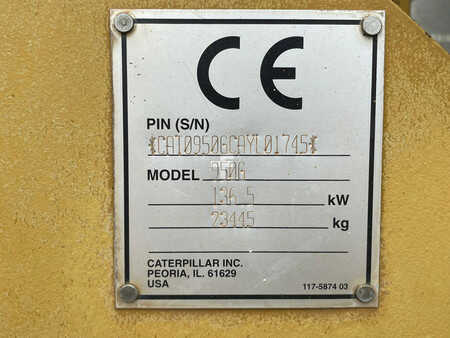 CE
PIN (S/N)
*CAT0950GCAYL01745*
MODEL 950G
136.5 kW
23445 kg
CATERPILLAR INC.
PEORIA, IL. 61629
USA
117-5874 03